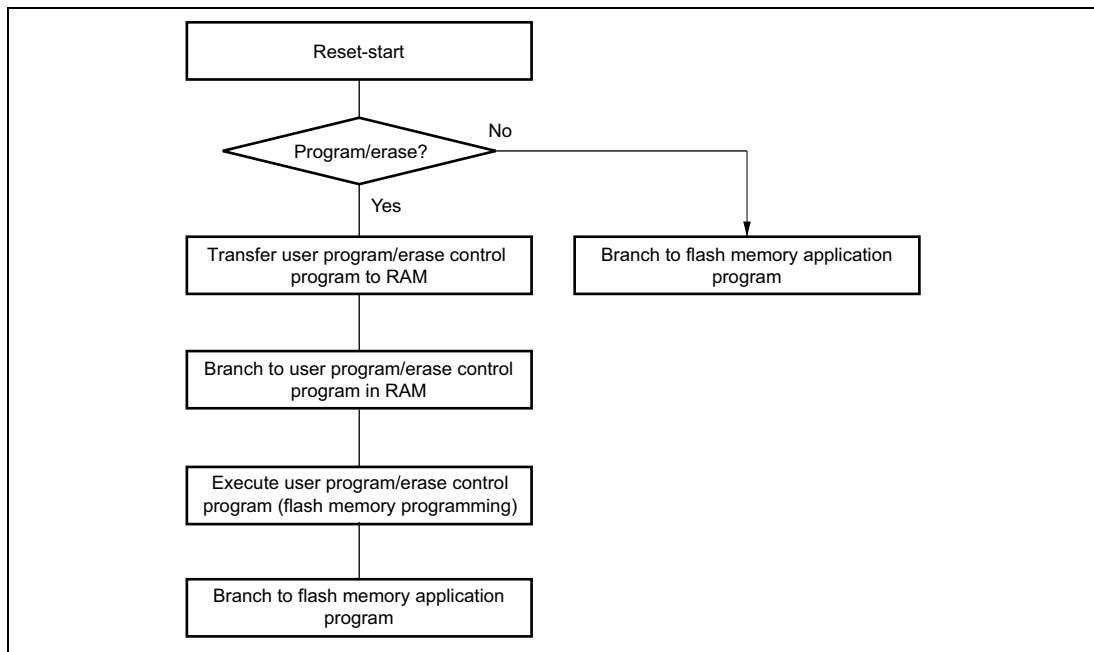 Reset-start
No
Program/erase?
Yes
Transfer user program/erase control
program to RAM
Branch to flash memory application
program
Branch to user program/erase control
program in RAM
Execute user program/erase control
program (flash memory programming)
Branch to flash memory application
program